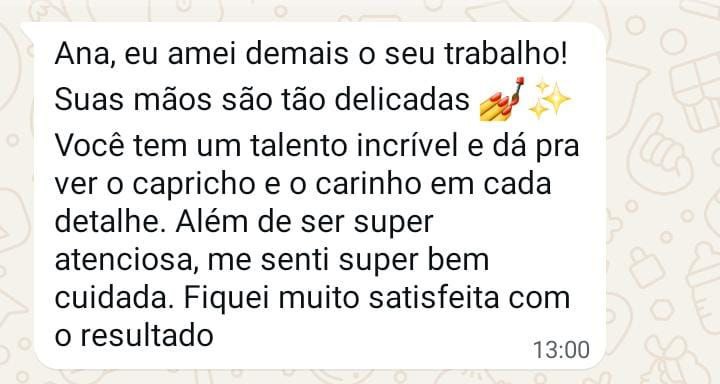 Ana, eu amei demais o seu trabalho!
Suas mãos são tão delicadas 💅✨
Você tem um talento incrível e dá pra
ver o capricho e o carinho em cada
detalhe. Além de ser super
atenciosa, me senti super bem
cuidada. Fiquei muito satisfeita com
o resultado
13:00